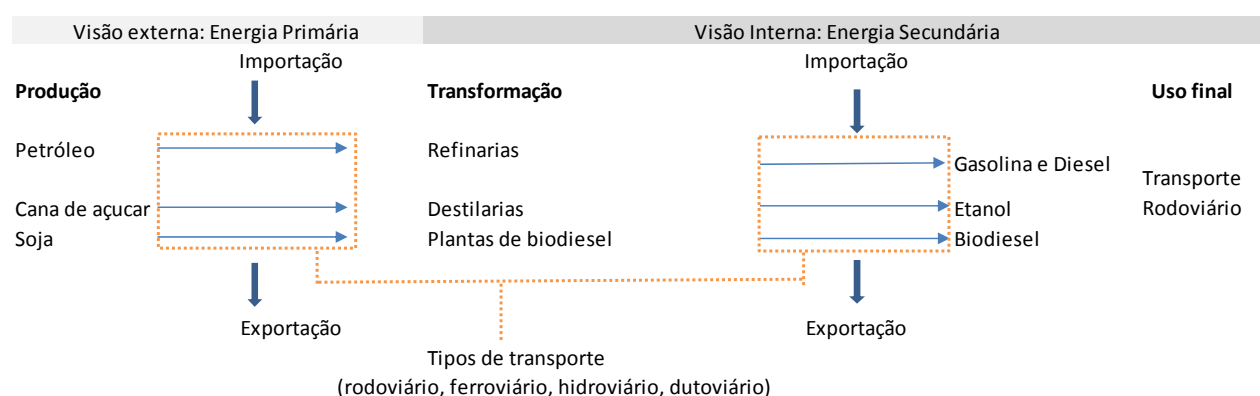 Visão externa: Energia Primária
Visão Interna: Energia Secundária
Importação
Importação
Produção
Transformação
Uso final
Petróleo
Refinarias
Gasolina e Diesel
Transporte
Rodoviário
Cana de açucar
Destilarias
Etanol
Soja
Plantas de biodiesel
Biodiesel
Exportação
Exportação
Tipos de transporte
(rodoviário, ferroviário, hidroviário, dutoviário)